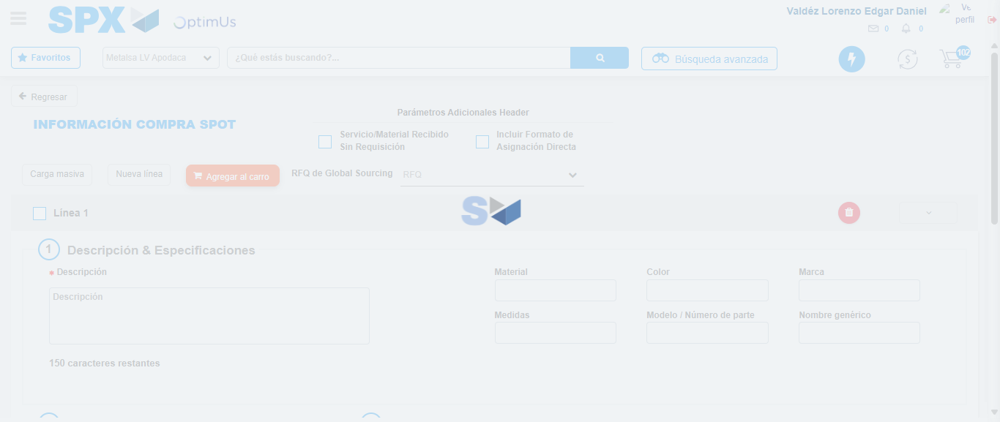 SPX OptimUs
Valdéz Lorenzo Edgar Daniel
perfil
0 0
Favoritos
Metalsa LV Apodaca
¿Qué estás buscando?...
Búsqueda avanzada
102
Regresar
INFORMACIÓN COMPRA SPOT
Parámetros Adicionales Header
Servicio/Material Recibido
Sin Requisición
Incluir Formato de
Asignación Directa
Carga masiva
Nueva línea
Agregar al carro
RFQ de Global Sourcing
RFQ
S
Linea 1
1 Descripción & Especificaciones
* Descripción
Descripción
150 caracteres restantes
Material
Color
Marca
Medidas
Modelo / Número de parte
Nombre genérico